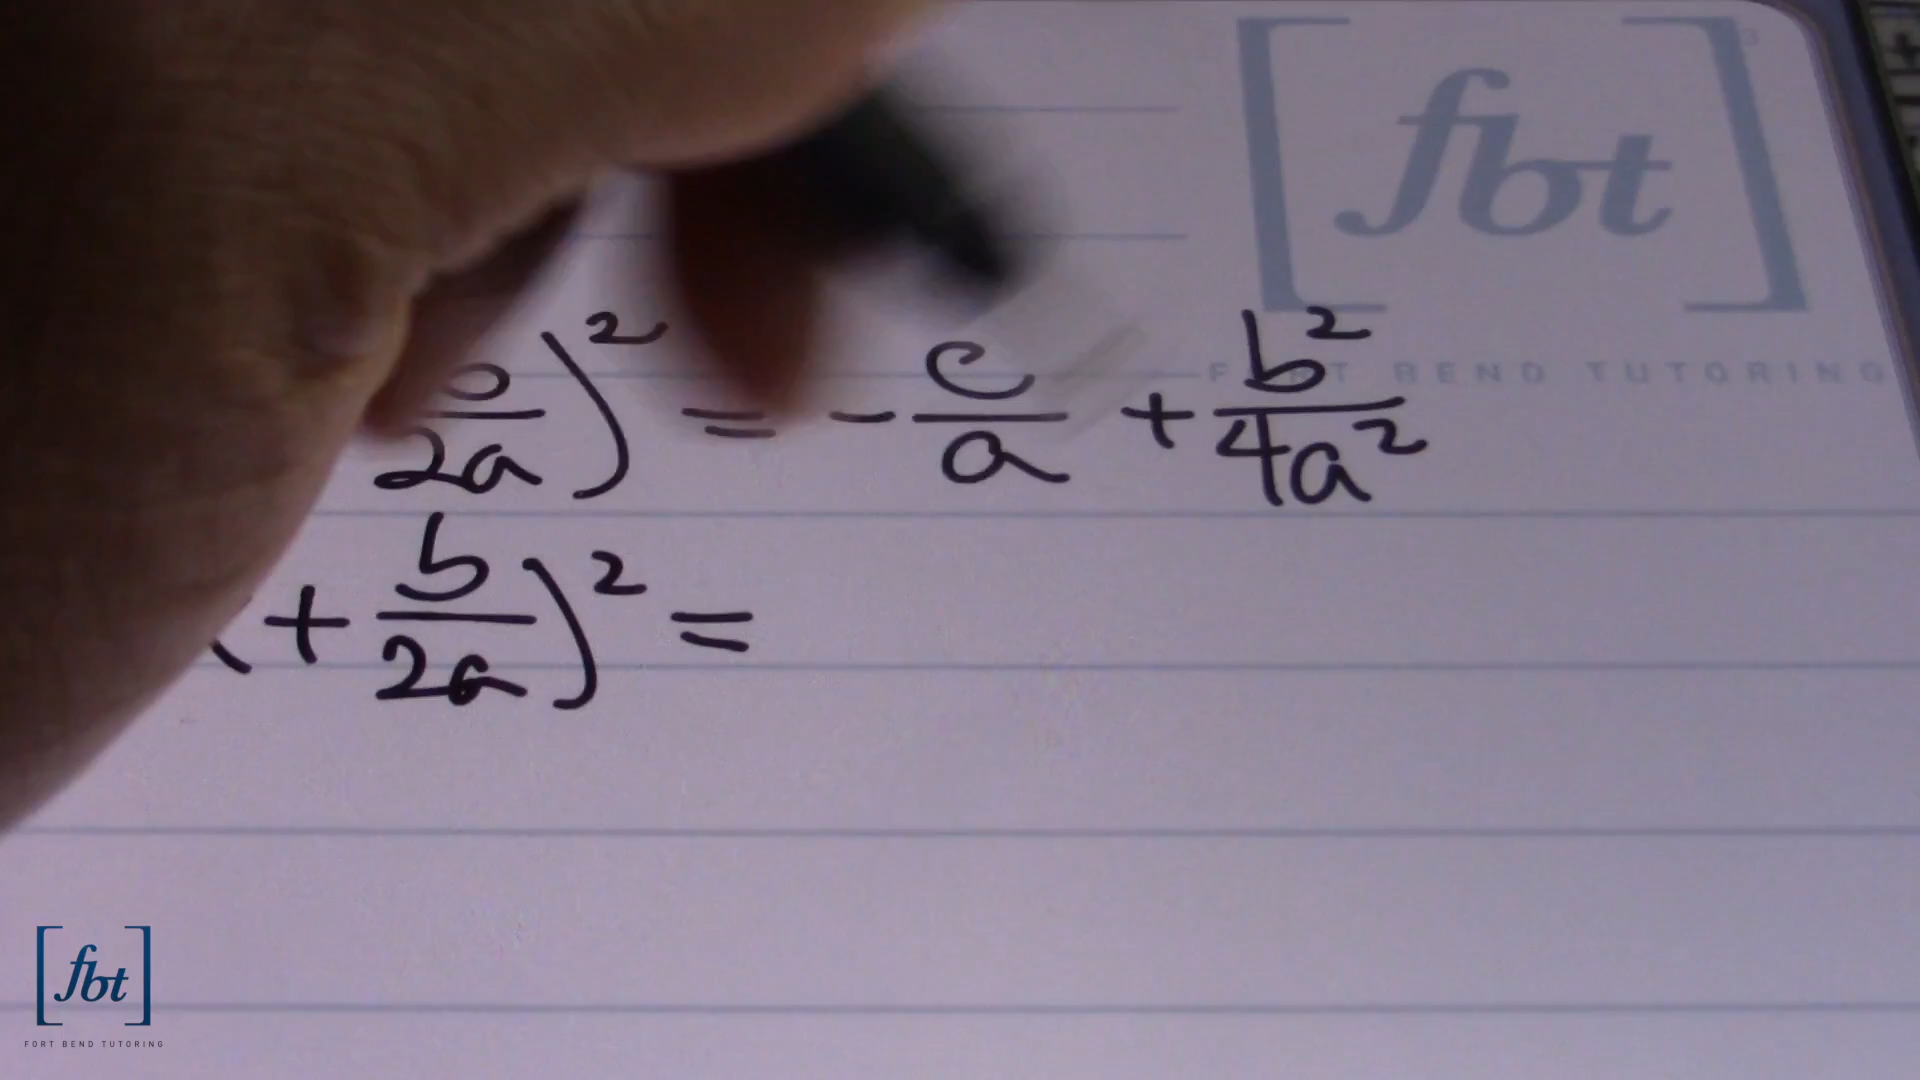 fbt
FORT BEND TUTORING
b/2a)² = -c/a + b²/4a²
+ b/2a)² =
fbt
FORT BEND TUTORING